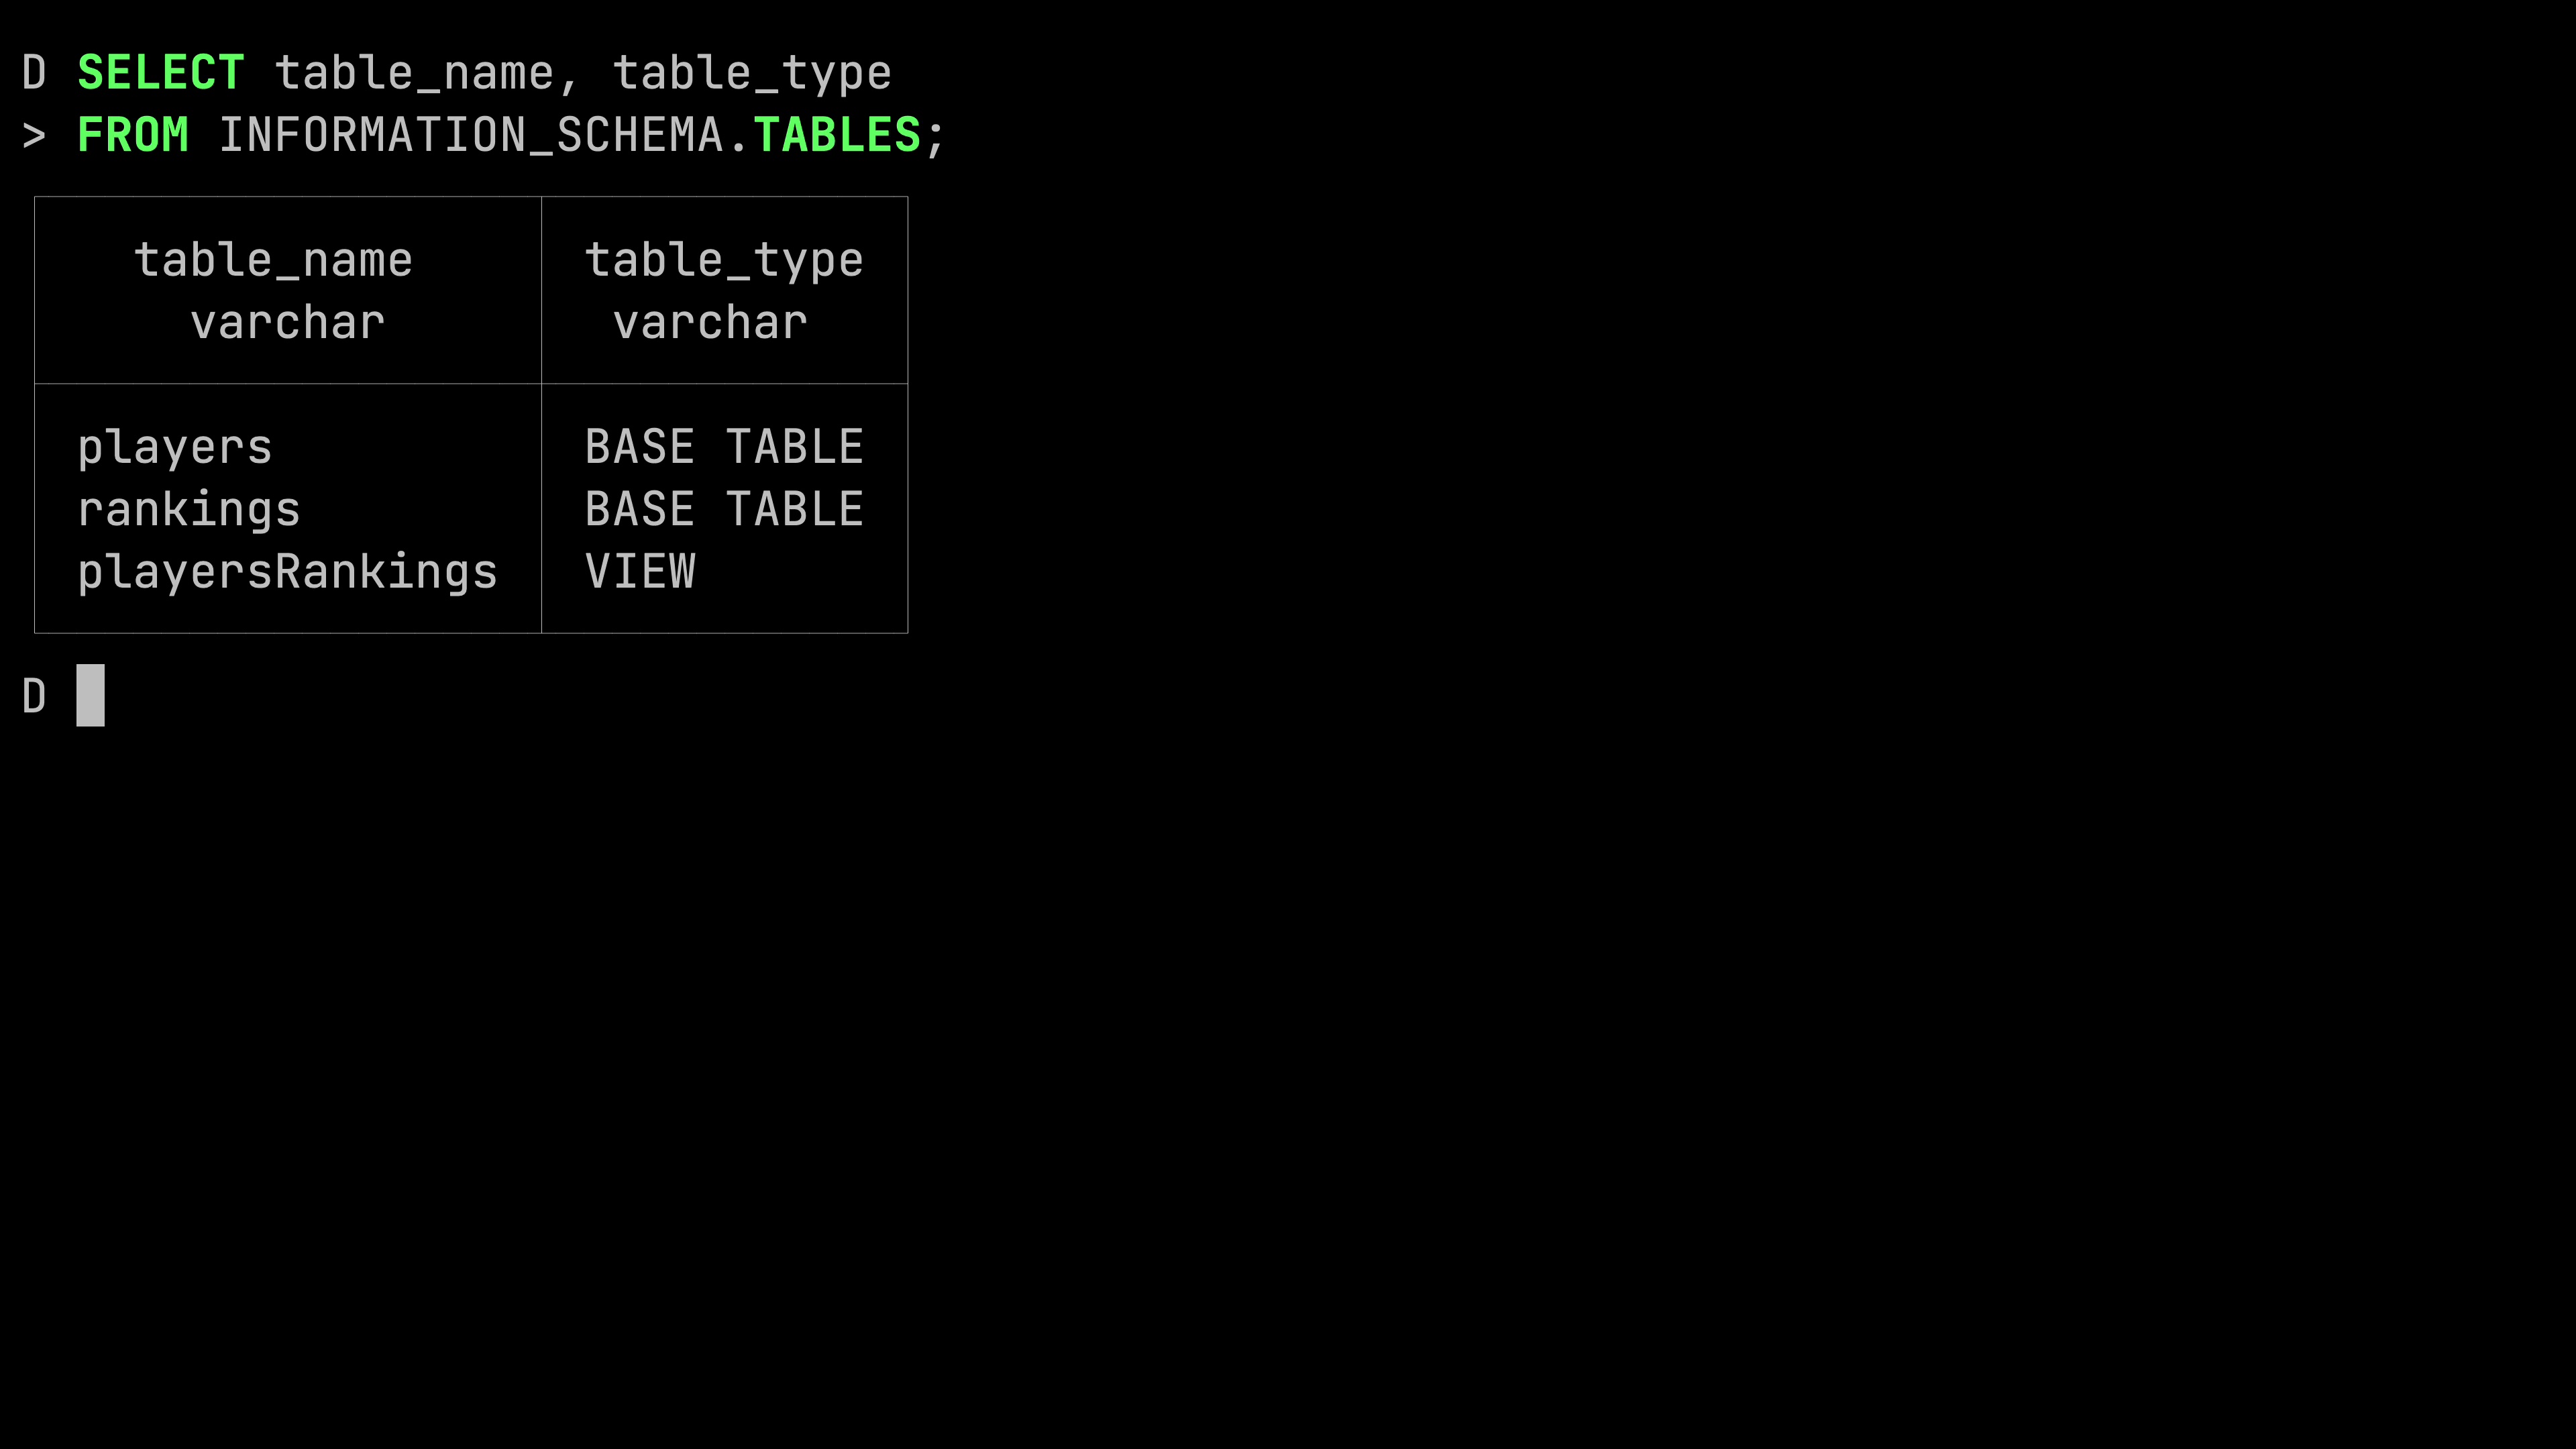 D SELECT table_name, table_type
> FROM INFORMATION_SCHEMA.TABLES;
table_name table_type
varchar varchar
players BASE TABLE
rankings BASE TABLE
playersRankings VIEW
D